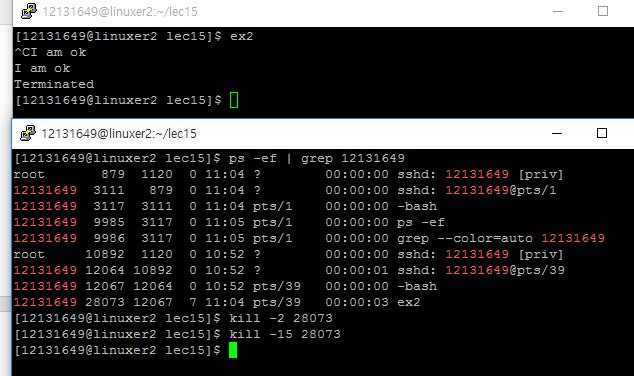 12131649@linuxer2:~/lec15
[12131649@linuxer2 lec15]$ ex2
^CI am ok
I am ok
Terminated
[12131649@linuxer2 lec15]$
12131649@linuxer2:~/lec15
[12131649@linuxer2 lec15]$ ps -ef | grep 12131649
root       879  1120  0 11:04 ?        00:00:00 sshd: 12131649 [priv]
12131649  3111   879  0 11:04 ?        00:00:00 sshd: 12131649@pts/1
12131649  3117  3111  0 11:04 pts/1    00:00:00 -bash
12131649  9985  3117  0 11:05 pts/1    00:00:00 ps -ef
12131649  9986  3117  0 11:05 pts/1    00:00:00 grep --color=auto 12131649
root     10892  1120  0 10:52 ?        00:00:00 sshd: 12131649 [priv]
12131649 12064 10892  0 10:52 ?        00:00:01 sshd: 12131649@pts/39
12131649 12067 12064  0 10:52 pts/39   00:00:00 -bash
12131649 28073 12067  7 11:04 pts/39   00:00:03 ex2
[12131649@linuxer2 lec15]$ kill -2 28073
[12131649@linuxer2 lec15]$ kill -15 28073
[12131649@linuxer2 lec15]$